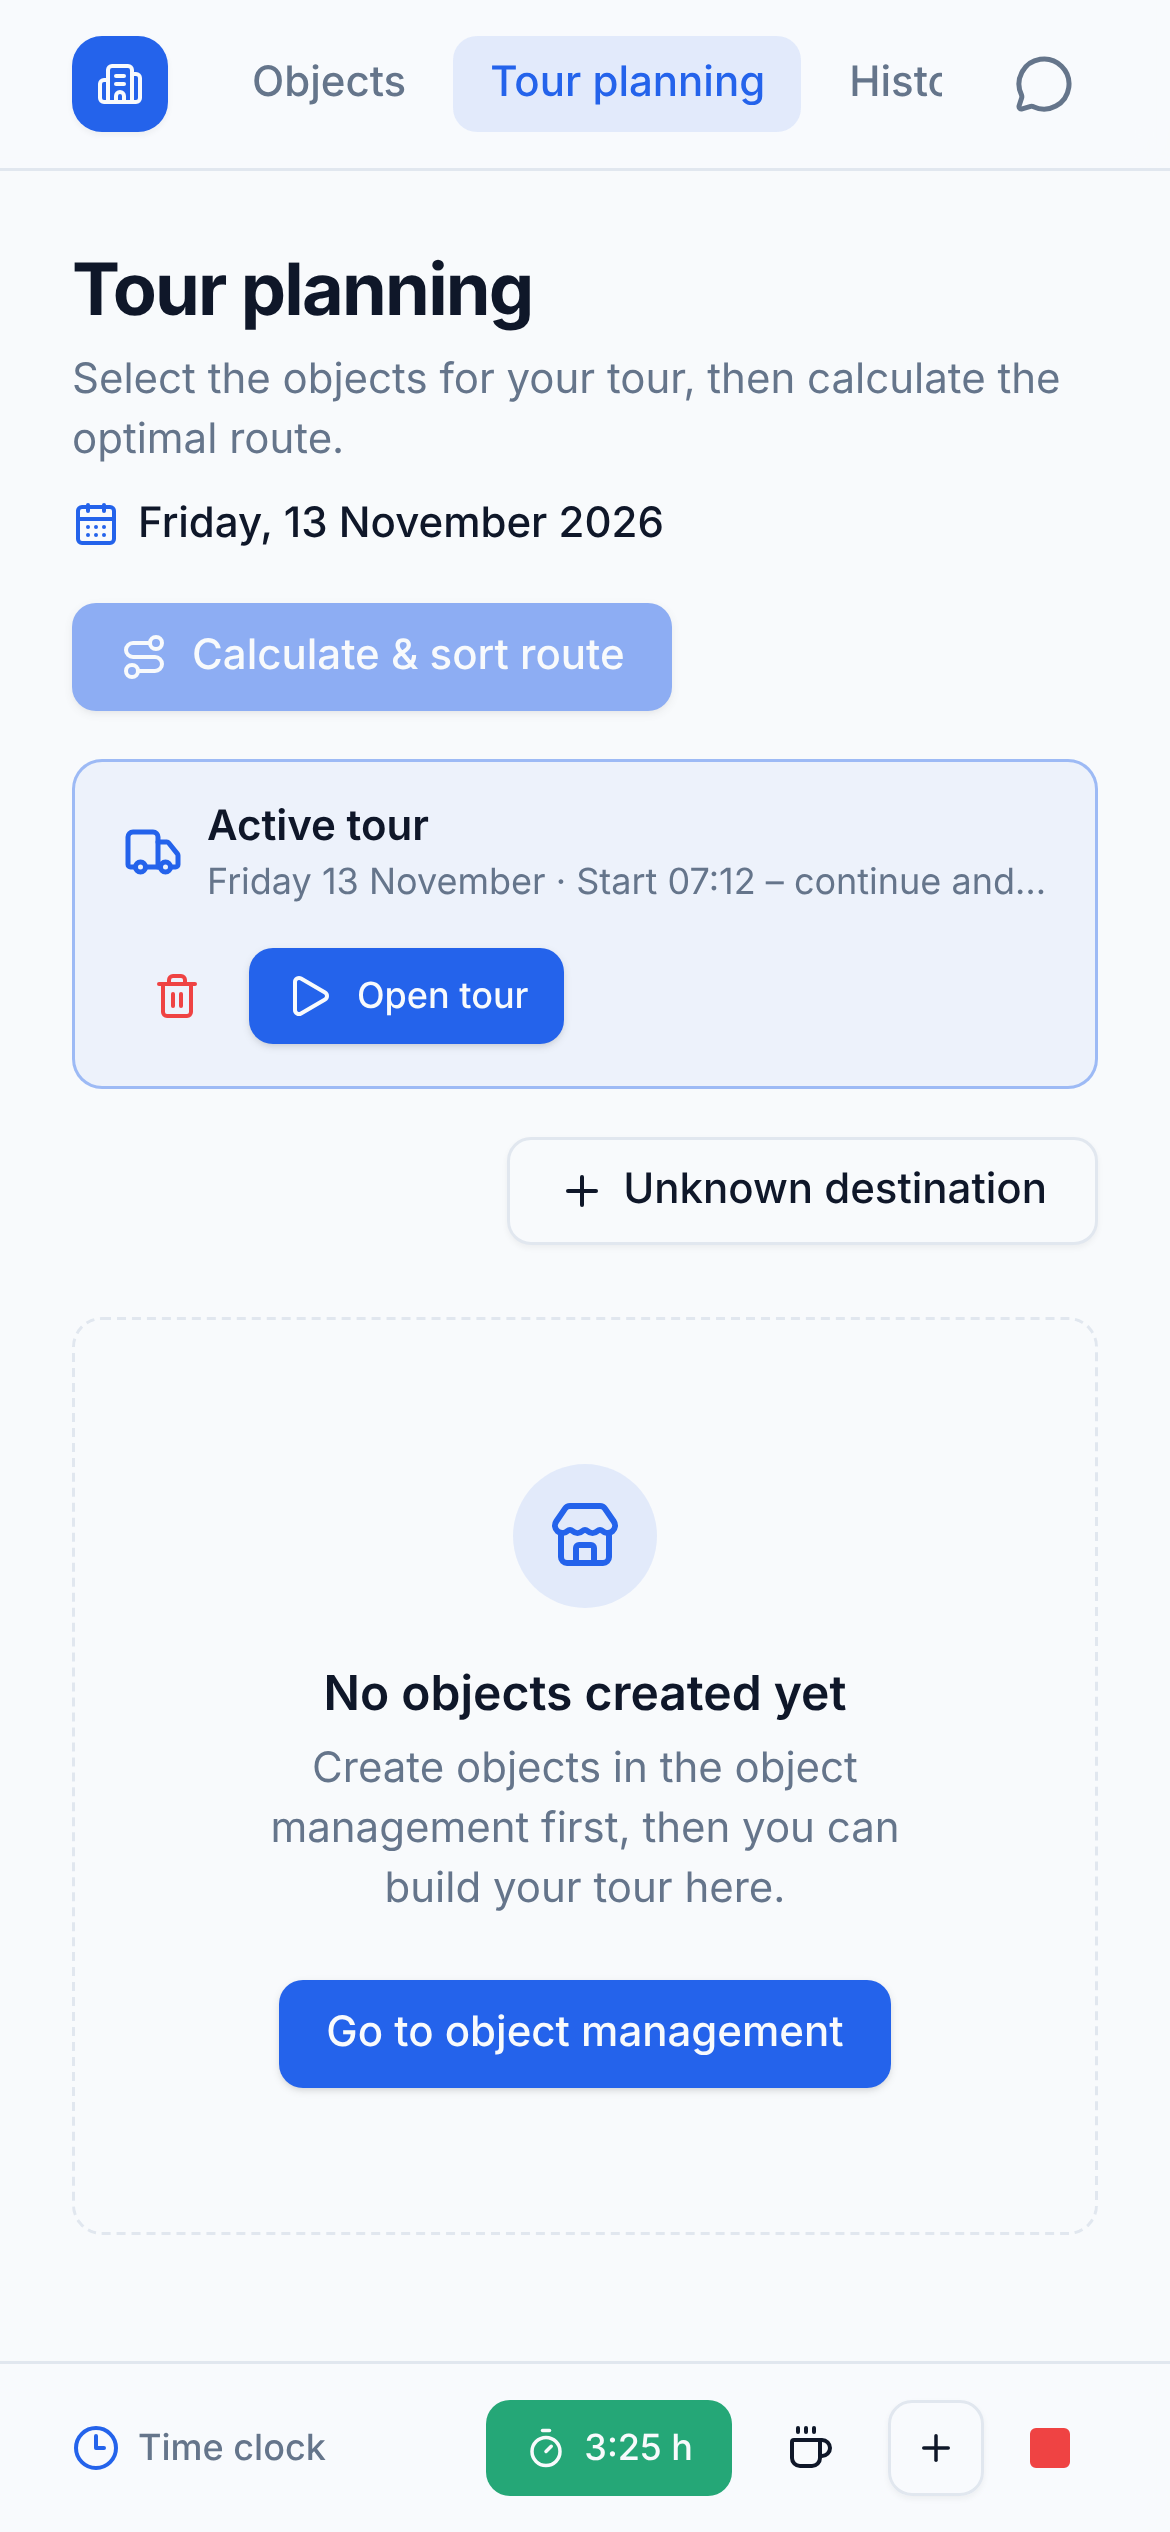 Objects
Tour planning
Histo
Tour planning
Select the objects for your tour, then calculate the
optimal route.
Friday, 13 November 2026
Calculate & sort route
Active tour
Friday 13 November · Start 07:12 – continue and...
Open tour
Unknown destination
No objects created yet
Create objects in the object
management first, then you can
build your tour here.
Go to object management
Time clock
3:25 h